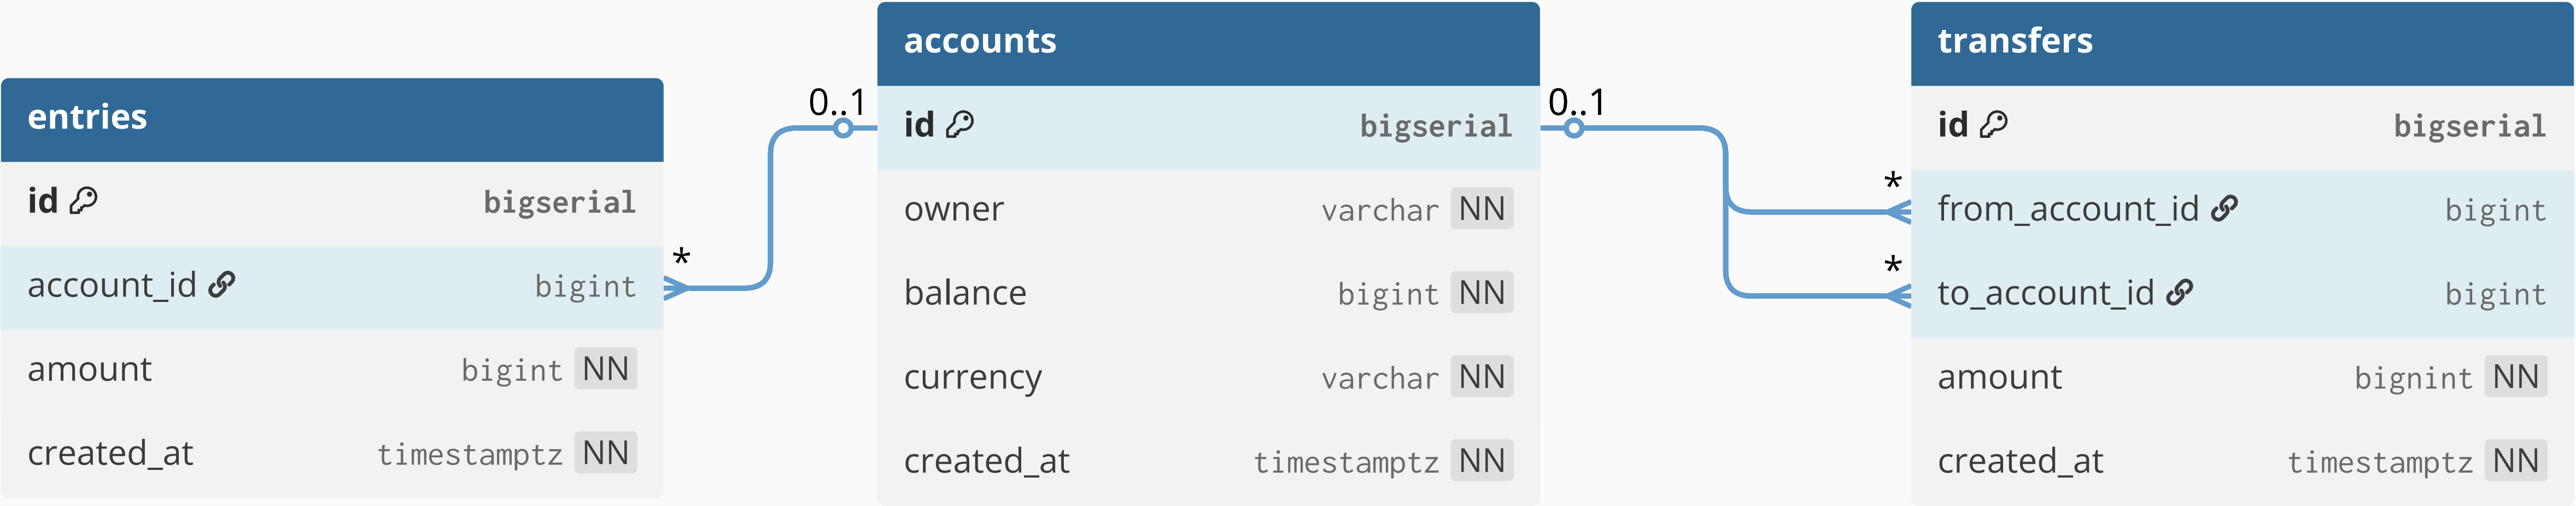 entries
id bigserial
account_id bigint
amount bigint NN
created_at timestamptz NN
*
0..1
accounts
id bigserial
owner varchar NN
balance bigint NN
currency varchar NN
created_at timestamptz NN
0..1
*
*
transfers
id bigserial
from_account_id bigint
to_account_id bigint
amount bignint NN
created_at timestamptz NN